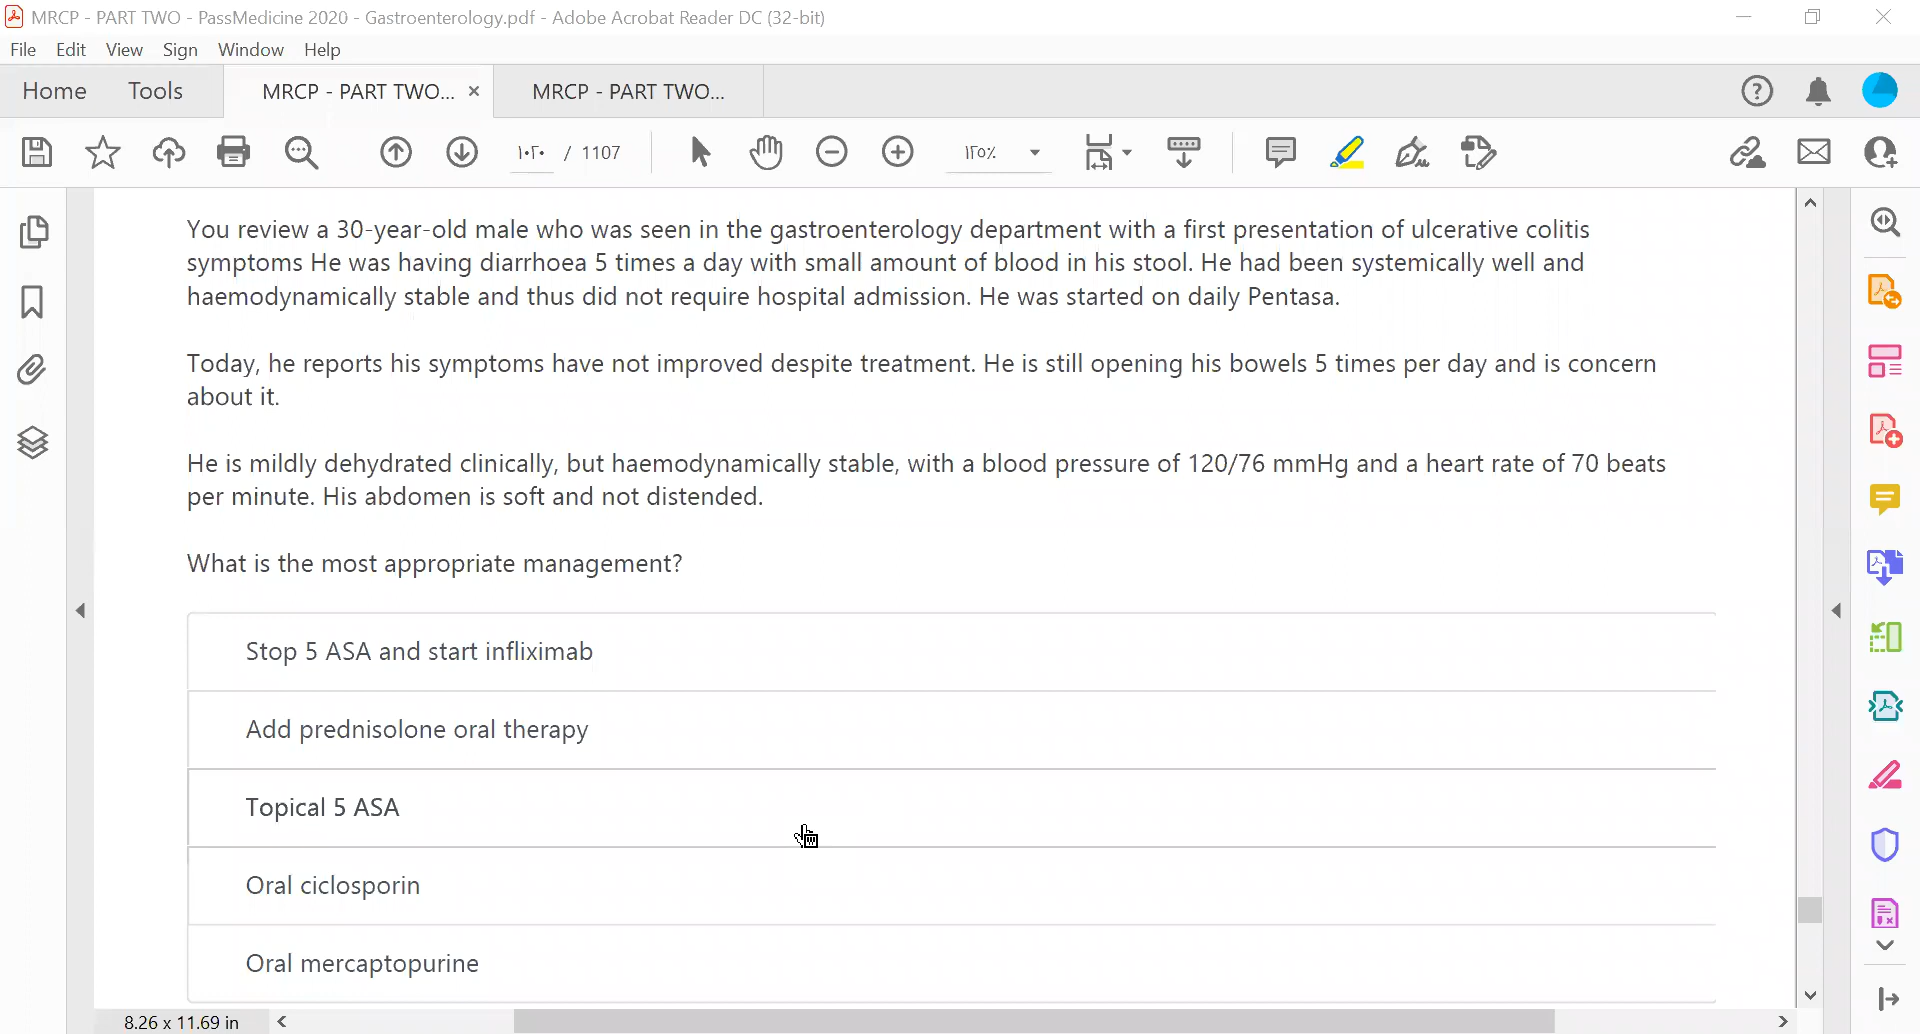 MRCP - PART TWO - PassMedicine 2020 - Gastroenterology.pdf - Adobe Acrobat Reader DC (32-bit)
File Edit View Sign Window Help
Home Tools MRCP - PART TWO... × MRCP - PART TWO...
١٠٢٠ / 1107 ١٢٥٪
You review a 30-year-old male who was seen in the gastroenterology department with a first presentation of ulcerative colitis
symptoms He was having diarrhoea 5 times a day with small amount of blood in his stool. He had been systemically well and
haemodynamically stable and thus did not require hospital admission. He was started on daily Pentasa.
Today, he reports his symptoms have not improved despite treatment. He is still opening his bowels 5 times per day and is concern
about it.
He is mildly dehydrated clinically, but haemodynamically stable, with a blood pressure of 120/76 mmHg and a heart rate of 70 beats
per minute. His abdomen is soft and not distended.
What is the most appropriate management?
Stop 5 ASA and start infliximab
Add prednisolone oral therapy
Topical 5 ASA
Oral ciclosporin
Oral mercaptopurine
8.26 x 11.69 in